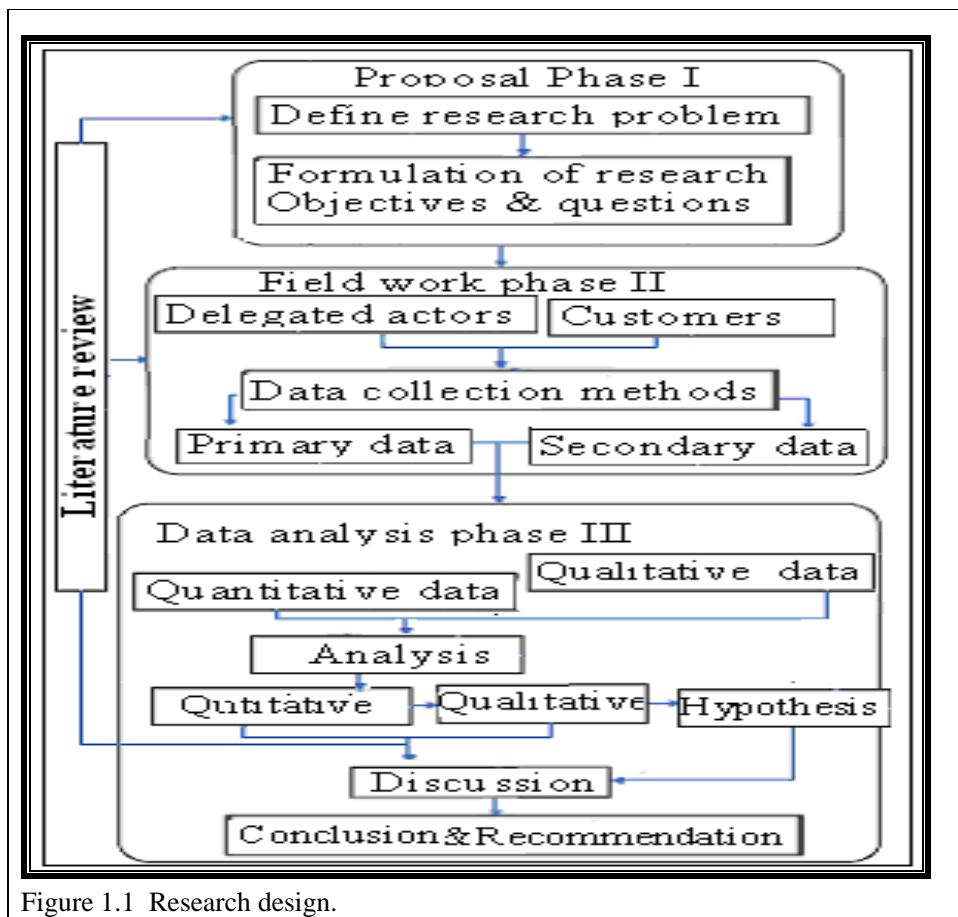 Proposal Phase I
Define research problem
Formulation of research
Objectives & questions
Literature review
Field work phase II
Delegated actors
Customers
Data collection methods
Primary data
Secondary data
Data analysis phase III
Quantitative data
Qualitative data
Analysis
Qutitative
Qualitative
Hypothesis
Discussion
Conclusion & Recommendation
Figure 1.1 Research design.